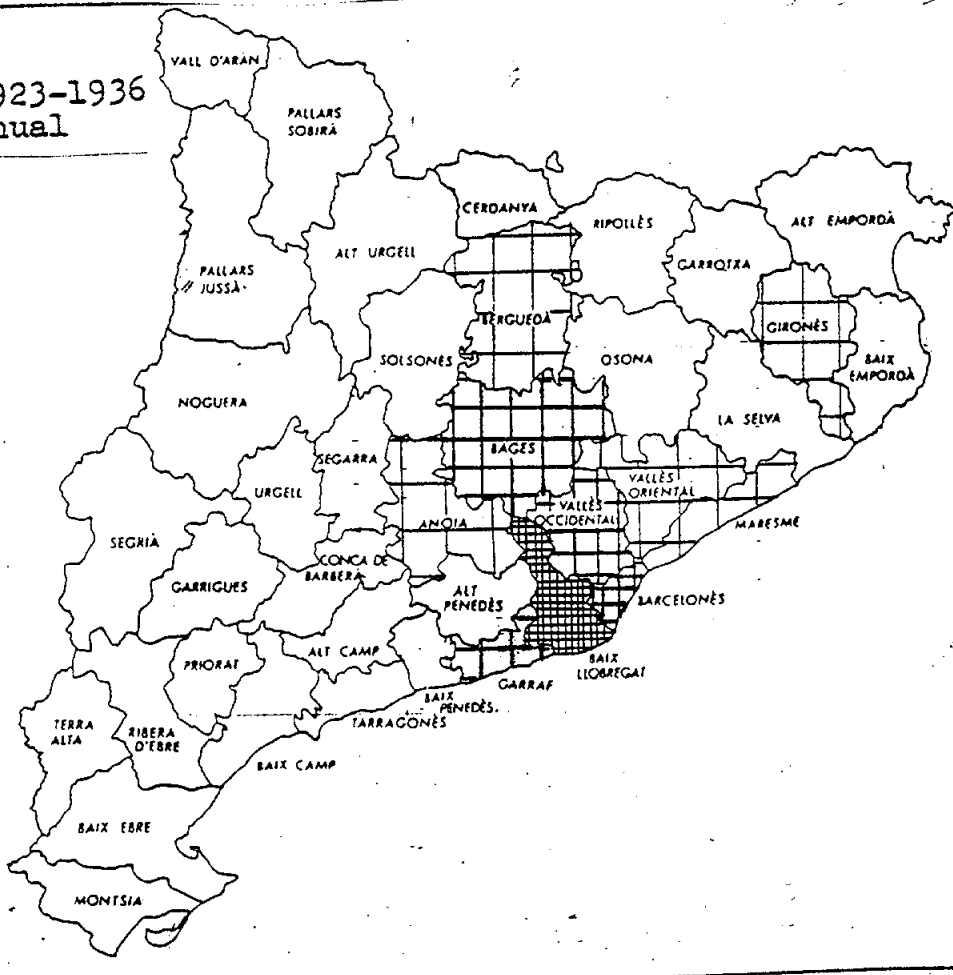 923-1936
nual
VALL D'ARAN
PALLARS
SOBIRÀ
CERDANYA
RIPOLLÈS
ALT EMPORDÀ
ALT URGELL
GARROTXA
PALLARS
JUSSÀ
BERGUEDÀ
GIRONÈS
SOLSONÈS
OSONA
BAIX
EMPORDÀ
NOGUERA
LA SELVA
BAGES
SEGARRA
VALLÈS
ORIENTAL
URGELL
VALLÈS
OCCIDENTAL
ANOIA
MARESME
SEGRIÀ
CONCA DE
BARBERÀ
GARRIGUES
ALT
PENEDÈS
BARCELONÈS
ALT CAMP
BAIX
LLOBREGAT
PRIORAT
GARRAF
BAIX
PENEDÈS.
TARRAGONÈS
TERRA
ALTA
RIBERA
D'EBRE
BAIX CAMP
BAIX EBRE
MONTSIA